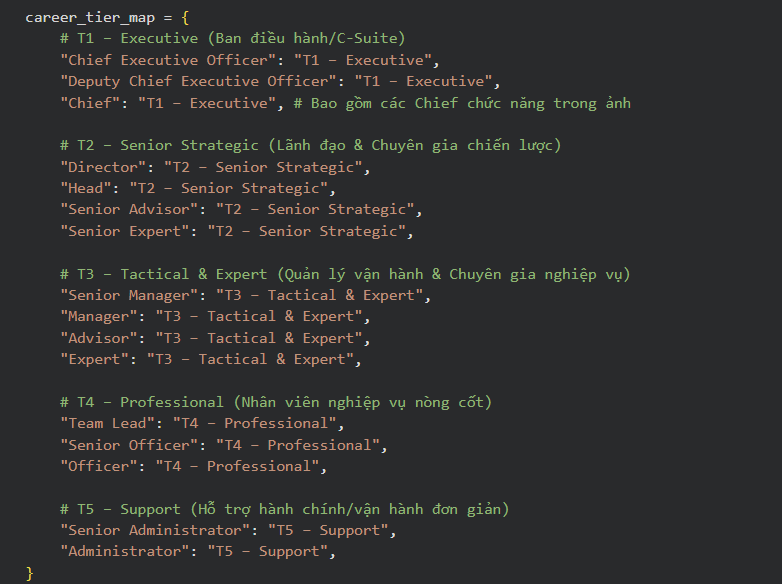 career_tier_map = {
# T1 – Executive (Ban điều hành/C-Suite)
"Chief Executive Officer": "T1 – Executive",
"Deputy Chief Executive Officer": "T1 – Executive",
"Chief": "T1 – Executive", # Bao gồm các Chief chức năng trong ảnh
# T2 – Senior Strategic (Lãnh đạo & Chuyên gia chiến lược)
"Director": "T2 – Senior Strategic",
"Head": "T2 – Senior Strategic",
"Senior Advisor": "T2 – Senior Strategic",
"Senior Expert": "T2 – Senior Strategic",
# T3 – Tactical & Expert (Quản lý vận hành & Chuyên gia nghiệp vụ)
"Senior Manager": "T3 – Tactical & Expert",
"Manager": "T3 – Tactical & Expert",
"Advisor": "T3 – Tactical & Expert",
"Expert": "T3 – Tactical & Expert",
# T4 – Professional (Nhân viên nghiệp vụ nòng cốt)
"Team Lead": "T4 – Professional",
"Senior Officer": "T4 – Professional",
"Officer": "T4 – Professional",
# T5 – Support (Hỗ trợ hành chính/vận hành đơn giản)
"Senior Administrator": "T5 – Support",
"Administrator": "T5 – Support",
}